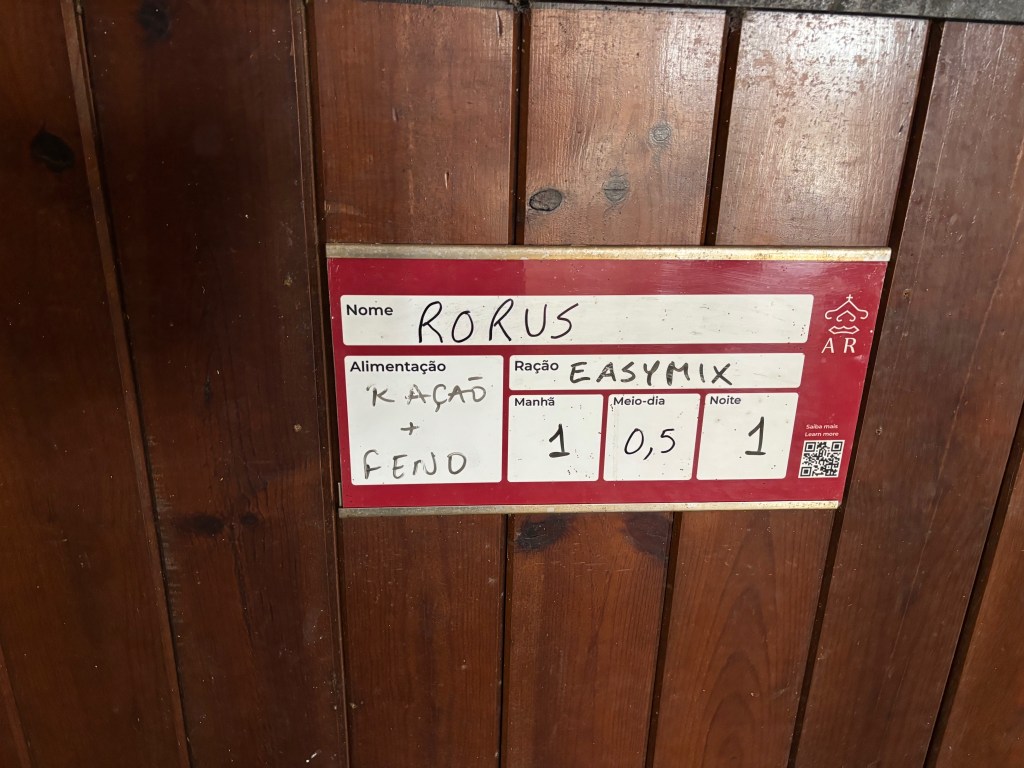 Nome RORUS
Alimentação
RAÇÃO
+
FENO
Ração EASYMIX
Manhã
1
Meio-dia
0,5
Noite
1
AR
Saiba mais
Learn more